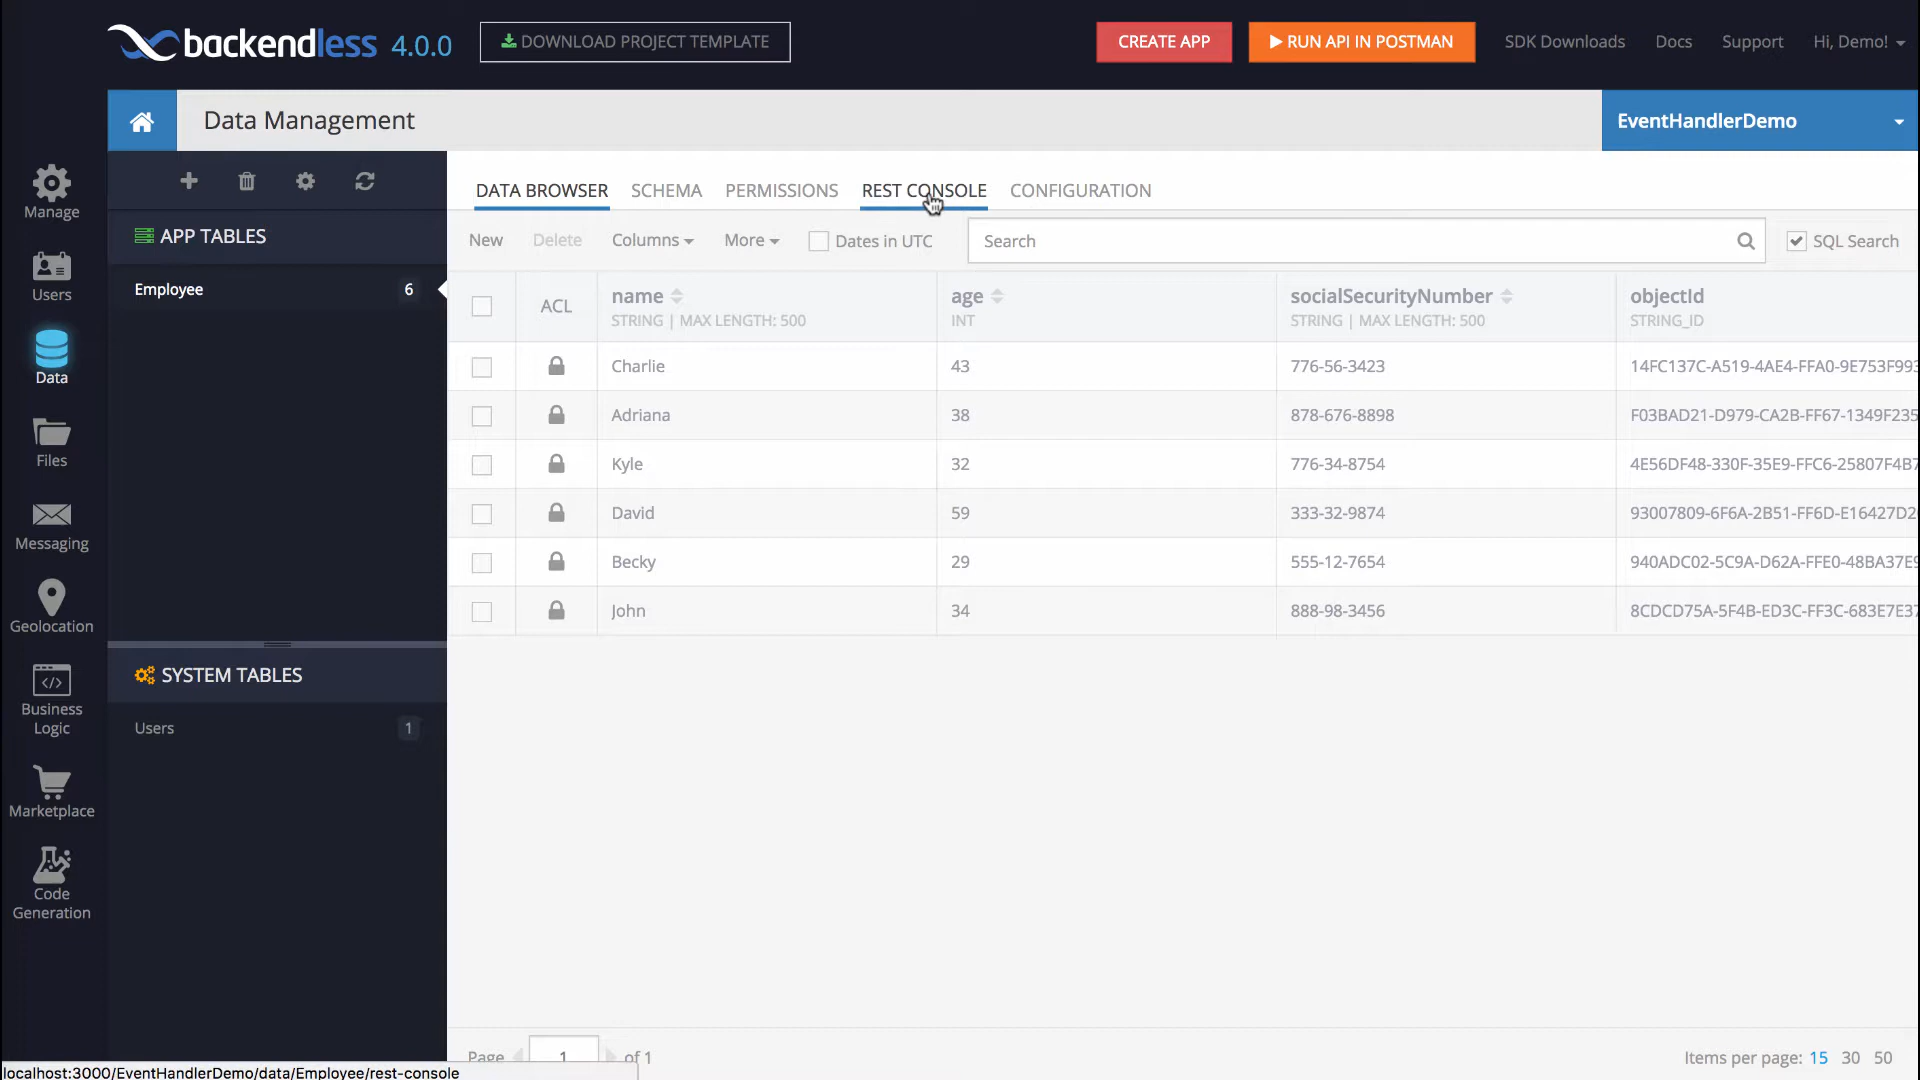 backendless 4.0.0 DOWNLOAD PROJECT TEMPLATE CREATE APP RUN API IN POSTMAN SDK Downloads Docs Support Hi, Demo!
Data Management EventHandlerDemo
Manage
Users
Data
Files
Messaging
Geolocation
Business
Logic
Marketplace
Code
Generation
APP TABLES
Employee 6
SYSTEM TABLES
Users 1
DATA BROWSER SCHEMA PERMISSIONS REST CONSOLE CONFIGURATION
New Delete Columns More Dates in UTC Search SQL Search
ACL name age socialSecurityNumber objectId
STRING | MAX LENGTH: 500 INT STRING | MAX LENGTH: 500 STRING_ID
Charlie 43 776-56-3423 14FC137C-A519-4AE4-FFA0-9E753F993
Adriana 38 878-676-8898 F03BAD21-D979-CA2B-FF67-1349F235
Kyle 32 776-34-8754 4E56DF48-330F-35E9-FFC6-25807F4B7
David 59 333-32-9874 93007809-6F6A-2B51-FF6D-E16427D2
Becky 29 555-12-7654 940ADC02-5C9A-D62A-FFE0-48BA37E9
John 34 888-98-3456 8CDCD75A-5F4B-ED3C-FF3C-683E7E37
Page 1 of 1 Items per page: 15 30 50
localhost:3000/EventHandlerDemo/data/Employee/rest-console